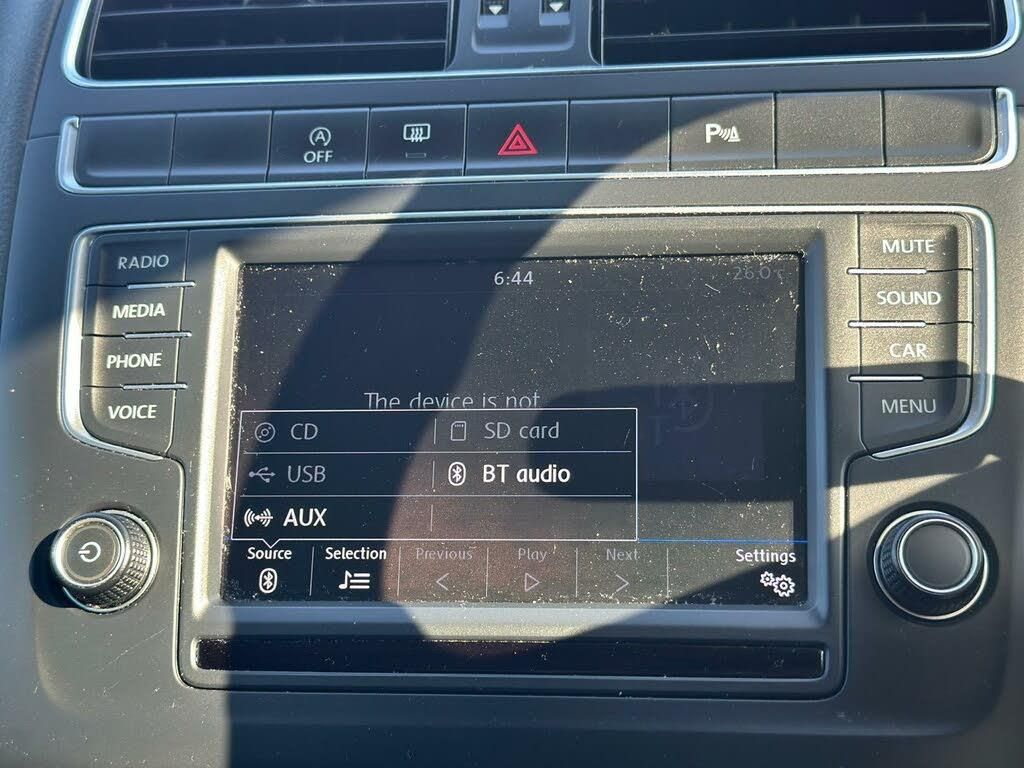 A
OFF
P
RADIO
MEDIA
PHONE
VOICE
MUTE
SOUND
CAR
MENU
6:44
26.0°C
The device is not
CD
SD card
USB
BT audio
AUX
Source
Selection
Previous
Play
Next
Settings